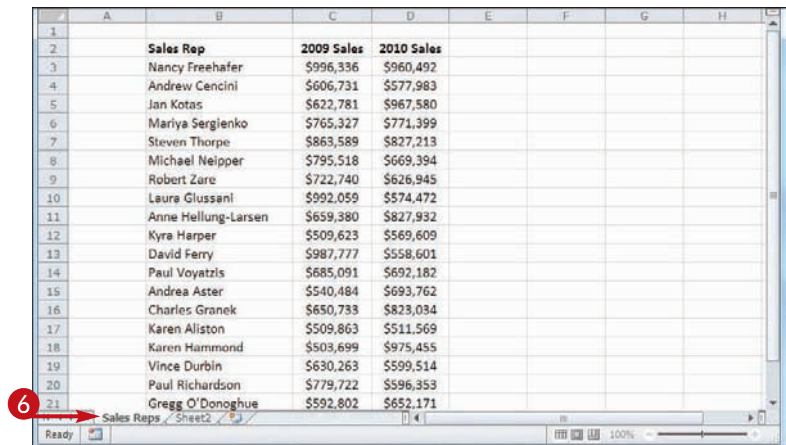 A B C D E F G H
1
2 Sales Rep 2009 Sales 2010 Sales
3 Nancy Freehafer $996,336 $960,492
4 Andrew Cencini $606,731 $577,983
5 Jan Kotas $622,781 $967,580
6 Mariya Sergienko $765,327 $771,399
7 Steven Thorpe $863,589 $827,213
8 Michael Neipper $795,518 $669,394
9 Robert Zare $722,740 $626,945
10 Laura Giussani $992,059 $574,472
11 Anne Hellung-Larsen $659,380 $827,932
12 Kyra Harper $509,623 $569,609
13 David Ferry $987,777 $558,601
14 Paul Voyatzis $685,091 $692,182
15 Andrea Aster $540,484 $693,762
16 Charles Granek $650,733 $823,034
17 Karen Aliston $509,863 $511,569
18 Karen Hammond $503,699 $975,455
19 Vince Durbin $630,263 $599,514
20 Paul Richardson $779,722 $596,353
21 Gregg O'Donoghue $592,802 $652,171
6 Sales Reps Sheet2
Ready 100%